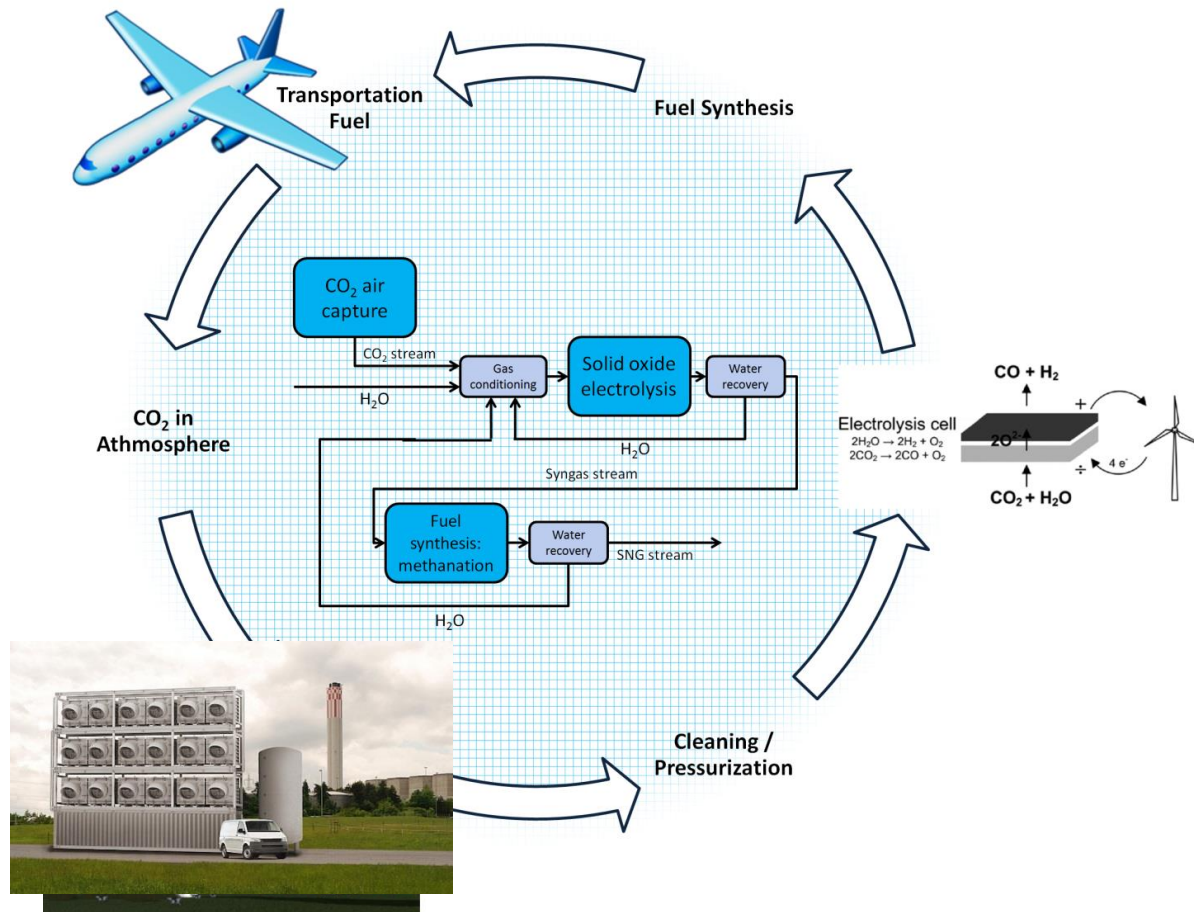 Transportation
Fuel
Fuel Synthesis
CO₂ air
capture
CO₂ stream
H₂O
Gas
conditioning
Solid oxide
electrolysis
Water
recovery
H₂O
Syngas stream
CO₂ in
Athmosphere
Fuel
synthesis:
methanation
Water
recovery
SNG stream
H₂O
CO + H₂
+
Electrolysis cell
2H₂O → 2H₂ + O₂
2CO₂ → 2CO + O₂
2O²⁻
÷
4 e⁻
CO₂ + H₂O
Cleaning /
Pressurization